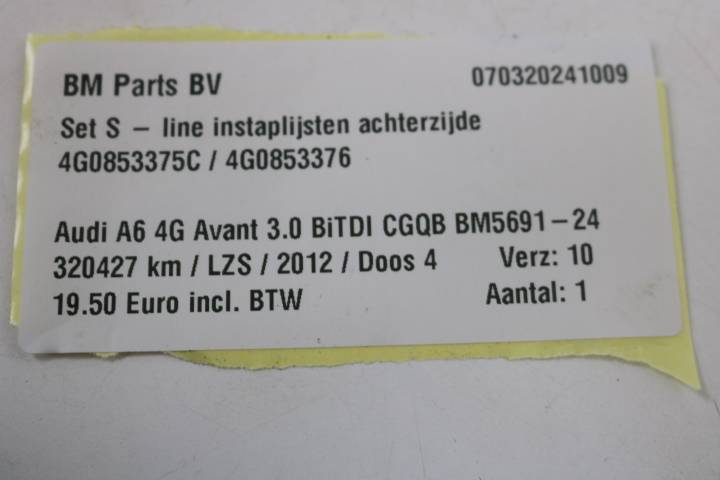 BM Parts BV 070320241009
Set S – line instaplijsten achterzijde
4G0853375C / 4G0853376
Audi A6 4G Avant 3.0 BiTDI CGQB BM5691–24
320427 km / LZS / 2012 / Doos 4 Verz: 10
19.50 Euro incl. BTW Aantal: 1